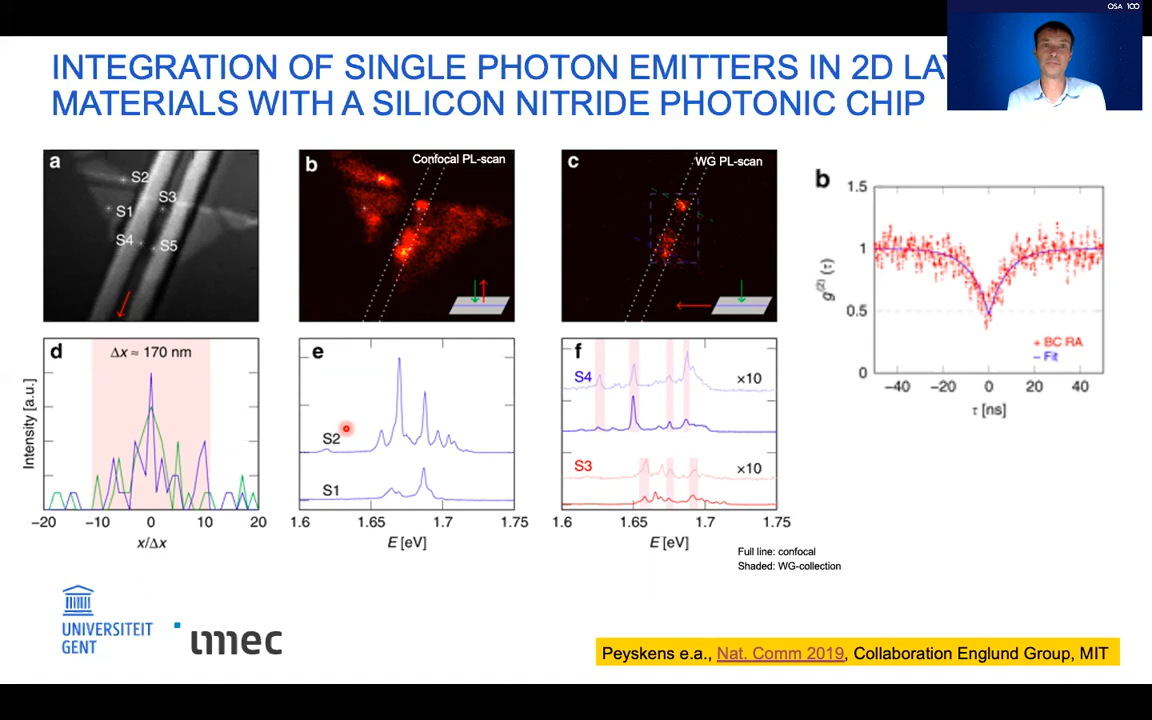 OSA 100
INTEGRATION OF SINGLE PHOTON EMITTERS IN 2D LAY
MATERIALS WITH A SILICON NITRIDE PHOTONIC CHIP
a
S2
S3
S1
S4
S5
b
Confocal PL-scan
c
WG PL-scan
b
1.5
1
0.5
0
g(2) (τ)
+ BC RA
– Fit
−40 −20 0 20 40
τ [ns]
d
Δx ≈ 170 nm
Intensity [a.u.]
−20 −10 0 10 20
x/Δx
e
S2
S1
1.6 1.65 1.7 1.75
E [eV]
f
S4
×10
S3
×10
1.6 1.65 1.7 1.75
E [eV]
Full line: confocal
Shaded: WG-collection
UNIVERSITEIT
GENT
imec
Peyskens e.a., Nat. Comm 2019, Collaboration Englund Group, MIT